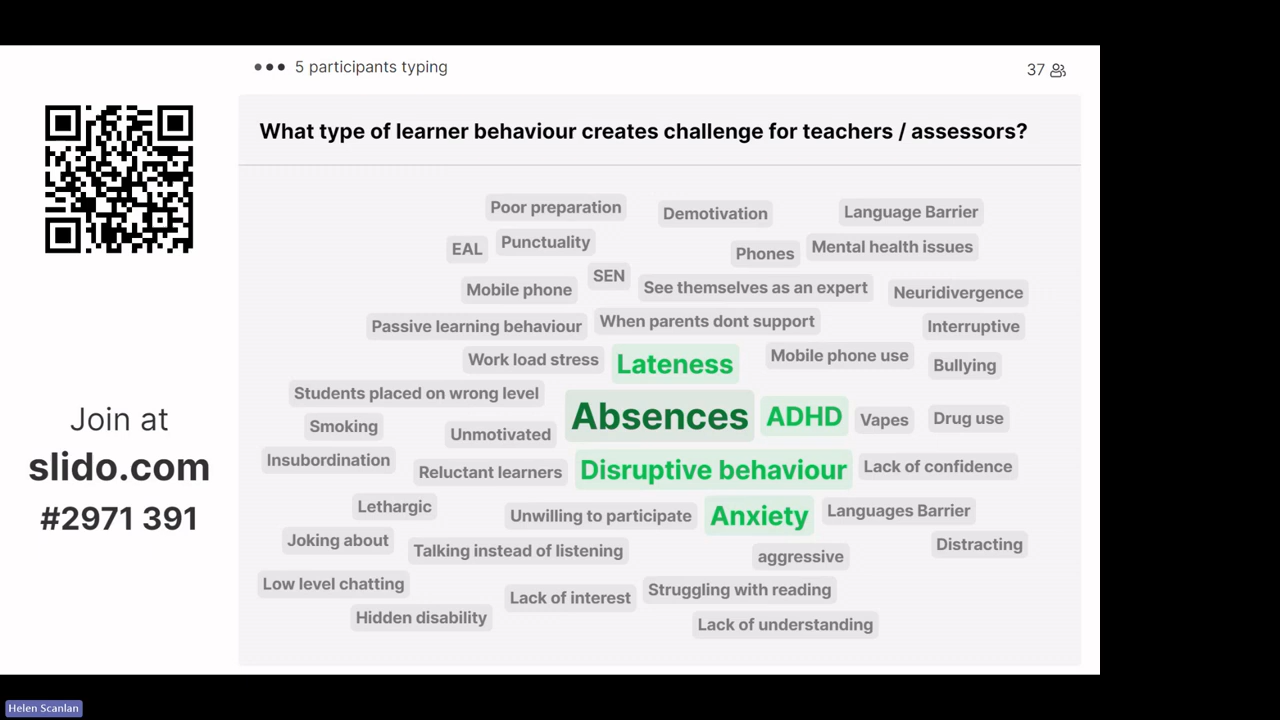 5 participants typing
37
What type of learner behaviour creates challenge for teachers / assessors?
Poor preparation
Demotivation
Language Barrier
EAL
Punctuality
Phones
Mental health issues
Mobile phone
SEN
See themselves as an expert
Neuridivergence
Passive learning behaviour
When parents dont support
Interruptive
Work load stress
Lateness
Mobile phone use
Bullying
Students placed on wrong level
Absences
ADHD
Vapes
Drug use
Smoking
Unmotivated
Insubordination
Reluctant learners
Disruptive behaviour
Lack of confidence
Lethargic
Unwilling to participate
Anxiety
Languages Barrier
Joking about
Talking instead of listening
aggressive
Distracting
Low level chatting
Lack of interest
Struggling with reading
Hidden disability
Lack of understanding
Join at
slido.com
#2971 391
Helen Scanlan